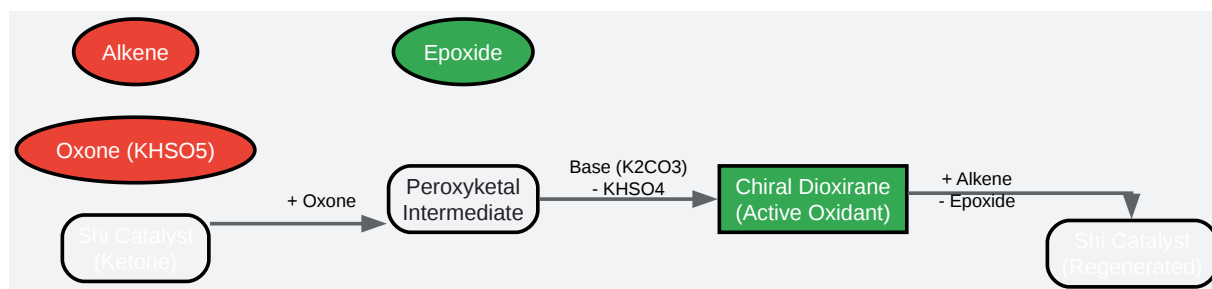 Alkene
Epoxide
Oxone (KHSO5)
Shi Catalyst
(Ketone)
+ Oxone
Peroxyketal
Intermediate
Base (K2CO3)
- KHSO4
Chiral Dioxirane
(Active Oxidant)
+ Alkene
- Epoxide
Shi Catalyst
(Regenerated)